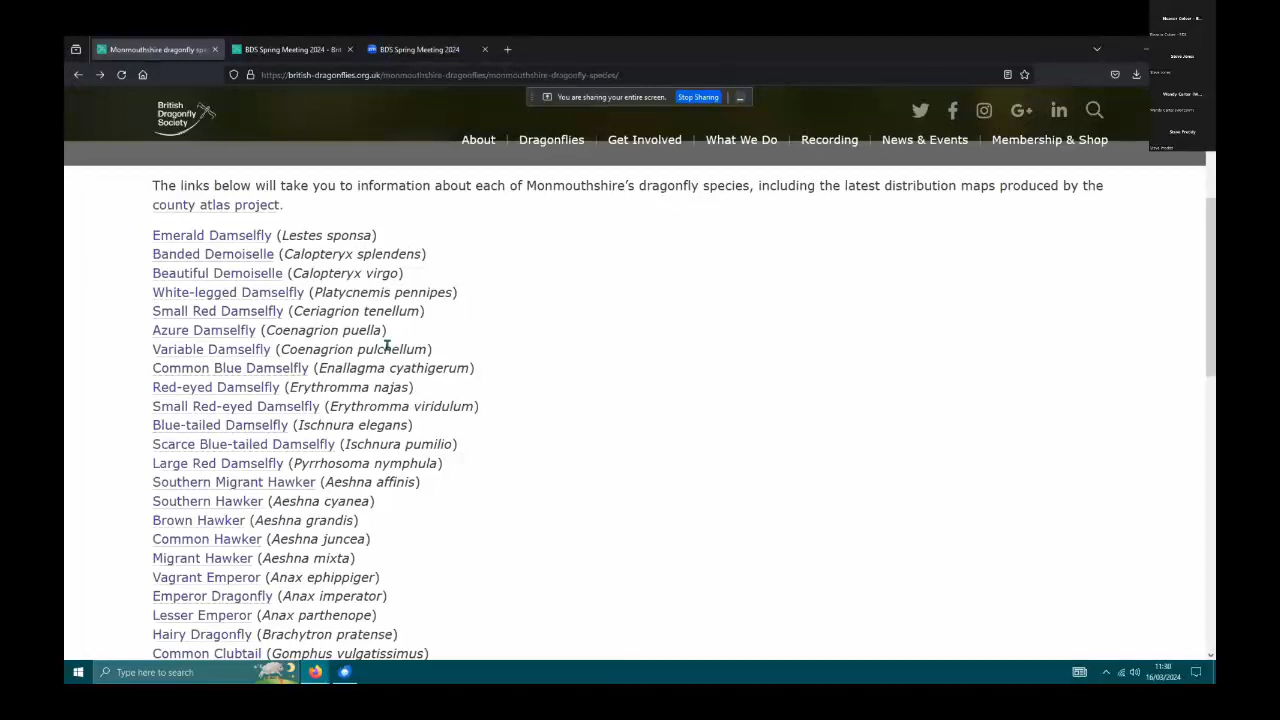 Monmouthshire dragonfly spe
BDS Spring Meeting 2024 - Brit
BDS Spring Meeting 2024
https://british-dragonflies.org.uk/monmouthshire-dragonflies/monmouthshire-dragonfly-species/
You are sharing your entire screen.
Stop Sharing
Steve Jones
Steve Preddy
British
Dragonfly
Society
About
Dragonflies
Get Involved
What We Do
Recording
News & Events
Membership & Shop
The links below will take you to information about each of Monmouthshire's dragonfly species, including the latest distribution maps produced by the
county atlas project.
Emerald Damselfly (Lestes sponsa)
Banded Demoiselle (Calopteryx splendens)
Beautiful Demoiselle (Calopteryx virgo)
White-legged Damselfly (Platycnemis pennipes)
Small Red Damselfly (Ceriagrion tenellum)
Azure Damselfly (Coenagrion puella)
Variable Damselfly (Coenagrion pulchellum)
Common Blue Damselfly (Enallagma cyathigerum)
Red-eyed Damselfly (Erythromma najas)
Small Red-eyed Damselfly (Erythromma viridulum)
Blue-tailed Damselfly (Ischnura elegans)
Scarce Blue-tailed Damselfly (Ischnura pumilio)
Large Red Damselfly (Pyrrhosoma nymphula)
Southern Migrant Hawker (Aeshna affinis)
Southern Hawker (Aeshna cyanea)
Brown Hawker (Aeshna grandis)
Common Hawker (Aeshna juncea)
Migrant Hawker (Aeshna mixta)
Vagrant Emperor (Anax ephippiger)
Emperor Dragonfly (Anax imperator)
Lesser Emperor (Anax parthenope)
Hairy Dragonfly (Brachytron pratense)
Common Clubtail (Gomphus vulgatissimus)
Type here to search
11:30
16/03/2024